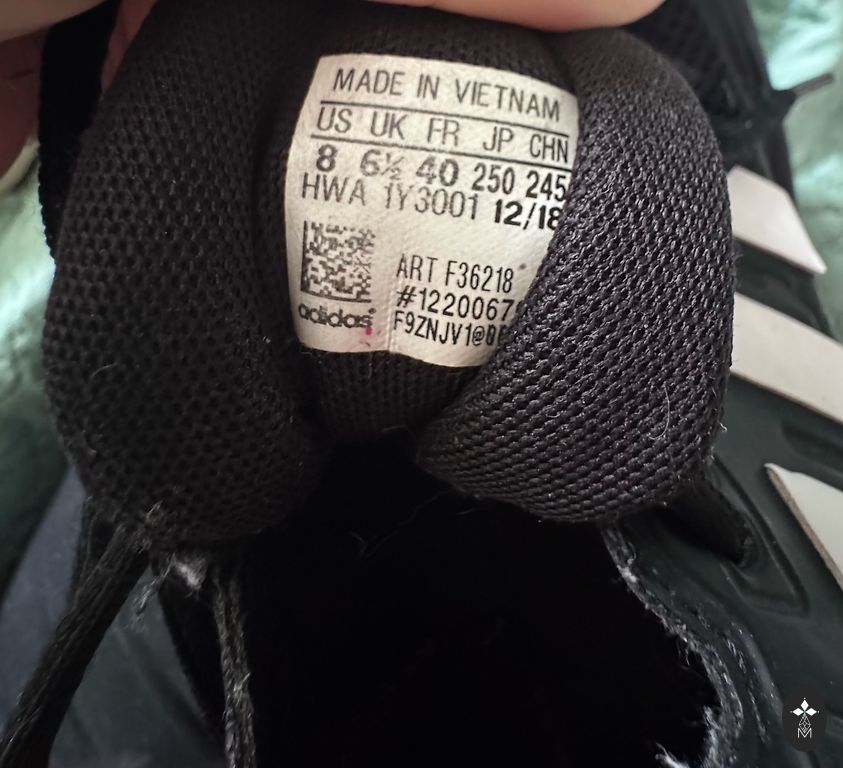 MADE IN VIETNAM
US UK FR JP CHN
8 6½ 40 250 245
HWA 1Y3001 12/18
ART F36218
adidas
M